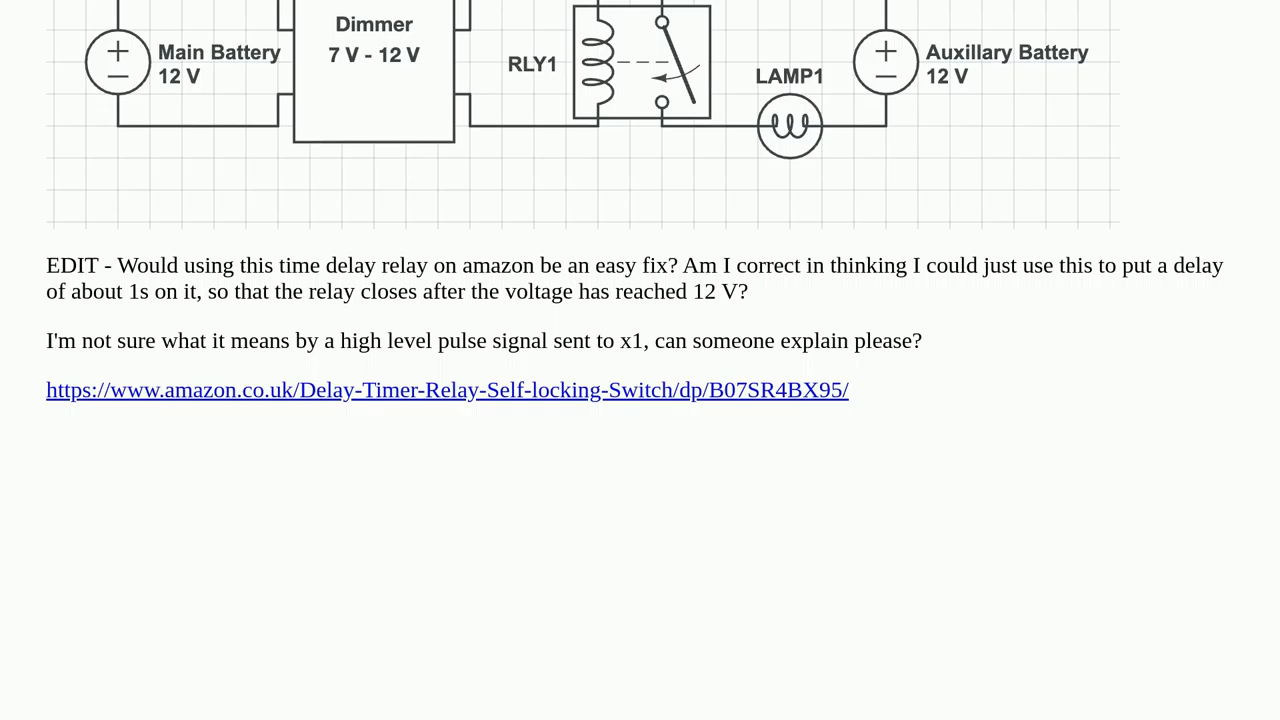 Dimmer
7 V - 12 V
Main Battery
12 V
RLY1
LAMP1
Auxillary Battery
12 V
EDIT - Would using this time delay relay on amazon be an easy fix? Am I correct in thinking I could just use this to put a delay
of about 1s on it, so that the relay closes after the voltage has reached 12 V?
I'm not sure what it means by a high level pulse signal sent to x1, can someone explain please?
https://www.amazon.co.uk/Delay-Timer-Relay-Self-locking-Switch/dp/B07SR4BX95/